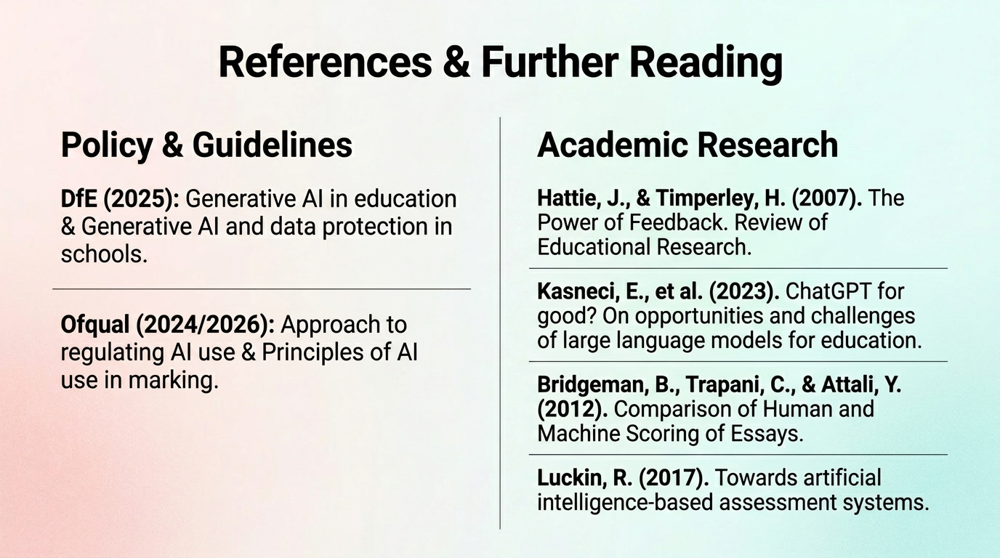 References & Further Reading
Policy & Guidelines
DfE (2025): Generative AI in education
& Generative AI and data protection in
schools.
Ofqual (2024/2026): Approach to
regulating AI use & Principles of AI
use in marking.
Academic Research
Hattie, J., & Timperley, H. (2007). The
Power of Feedback. Review of
Educational Research.
Kasneci, E., et al. (2023). ChatGPT for
good? On opportunities and challenges
of large language models for education.
Bridgeman, B., Trapani, C., & Attali, Y.
(2012). Comparison of Human and
Machine Scoring of Essays.
Luckin, R. (2017). Towards artificial
intelligence-based assessment systems.